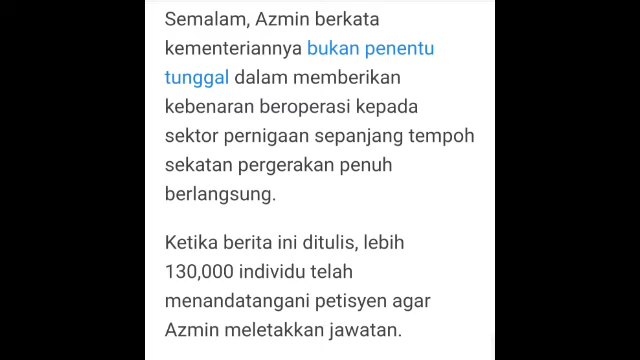 Semalam, Azmin berkata
kementeriannya bukan penentu
tunggal dalam memberikan
kebenaran beroperasi kepada
sektor pernigaan sepanjang tempoh
sekatan pergerakan penuh
berlangsung.
Ketika berita ini ditulis, lebih
130,000 individu telah
menandatangani petisyen agar
Azmin meletakkan jawatan.